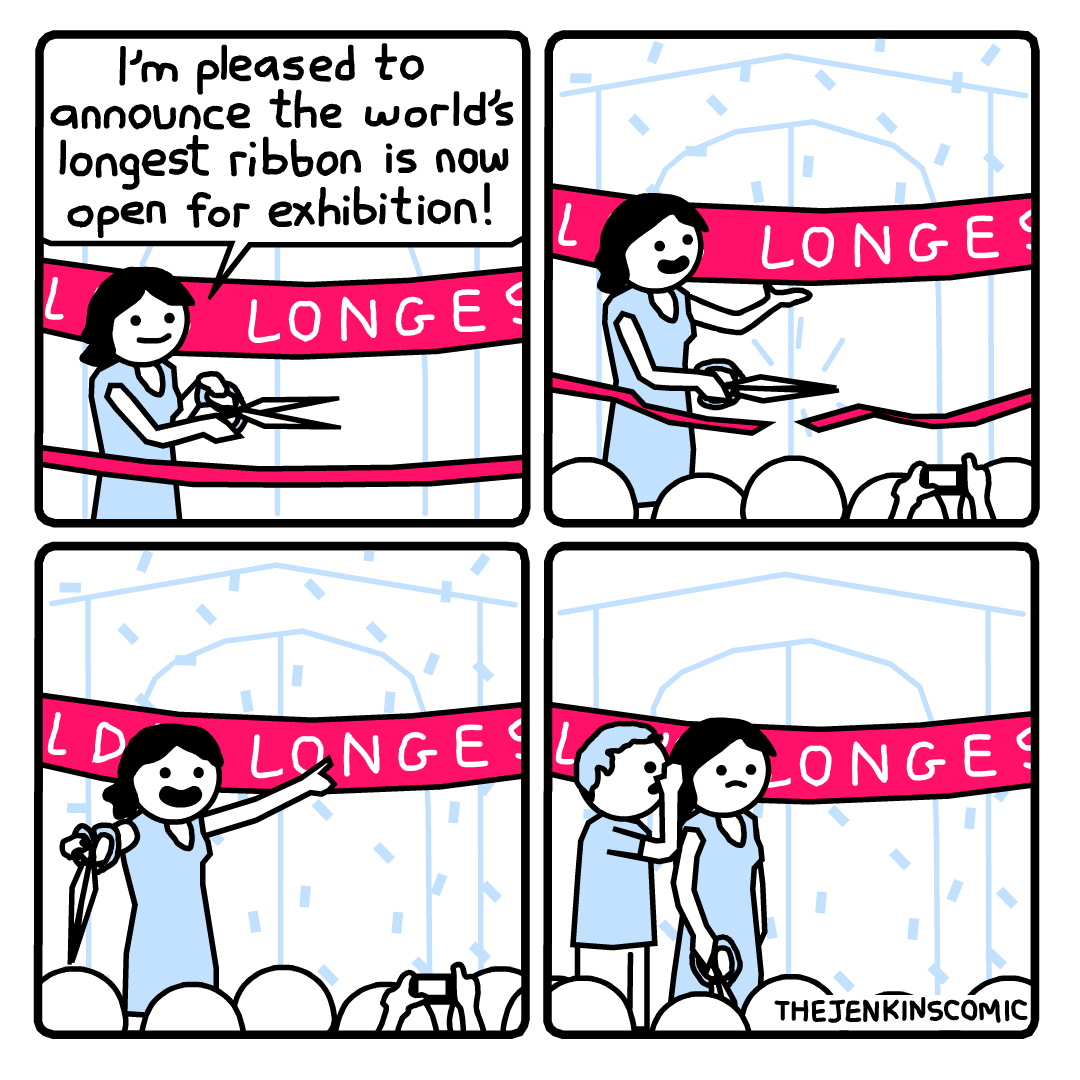 I'm pleased to
announce the world's
longest ribbon is now
open for exhibition!
L LONGES
L LONGES
LD LONGES
L LONGES
THEJENKINSCOMIC